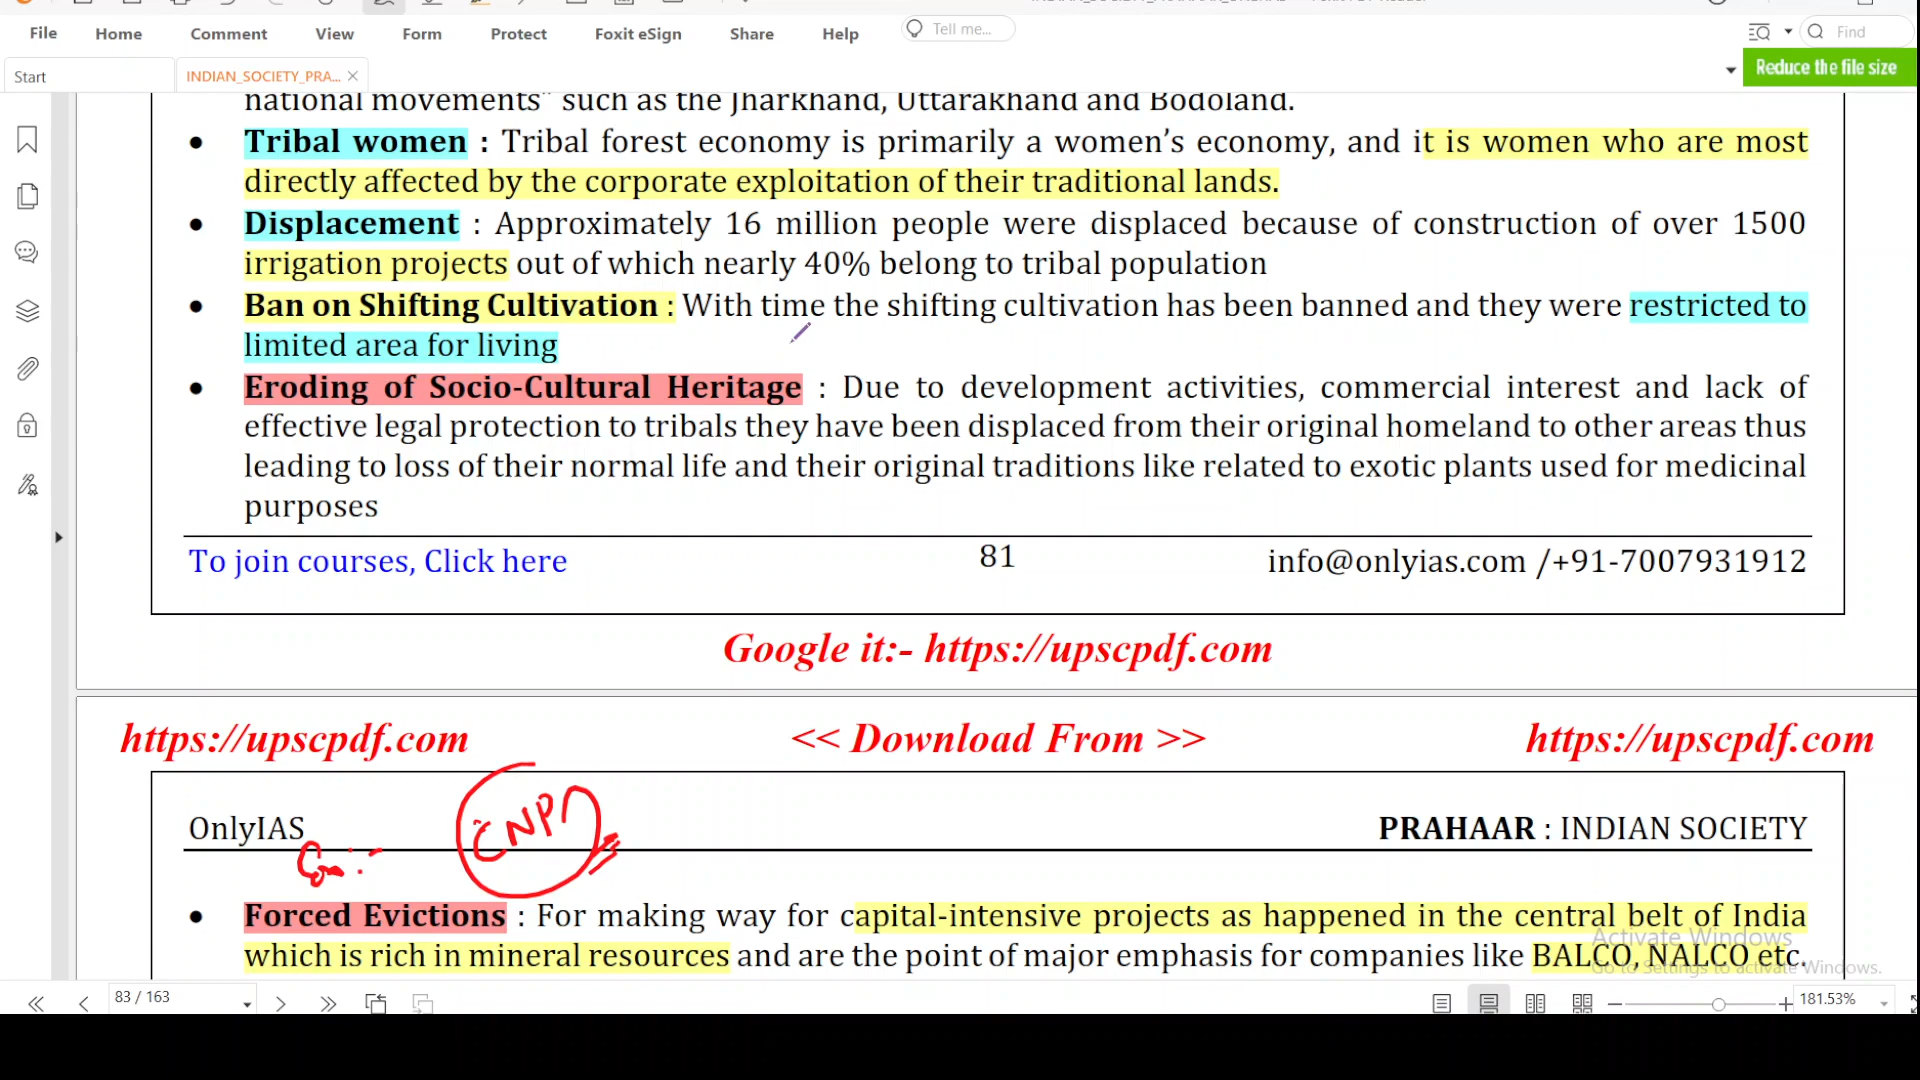 File Home Comment View Form Protect Foxit eSign Share Help Tell me... Find
Start INDIAN_SOCIETY_PRA... Reduce the file size
national movements" such as the Jharkhand, Uttarakhand and Bodoland.
• Tribal women : Tribal forest economy is primarily a women's economy, and it is women who are most
directly affected by the corporate exploitation of their traditional lands.
• Displacement : Approximately 16 million people were displaced because of construction of over 1500
irrigation projects out of which nearly 40% belong to tribal population
• Ban on Shifting Cultivation : With time the shifting cultivation has been banned and they were restricted to
limited area for living
• Eroding of Socio-Cultural Heritage : Due to development activities, commercial interest and lack of
effective legal protection to tribals they have been displaced from their original homeland to other areas thus
leading to loss of their normal life and their original traditions like related to exotic plants used for medicinal
purposes
To join courses, Click here 81 info@onlyias.com /+91-7007931912
Google it:- https://upscpdf.com
https://upscpdf.com << Download From >> https://upscpdf.com
OnlyIAS PRAHAAR : INDIAN SOCIETY
• Forced Evictions : For making way for capital-intensive projects as happened in the central belt of India
which is rich in mineral resources and are the point of major emphasis for companies like BALCO, NALCO etc.
Activate Windows
Go to Settings to activate Windows.
83 / 163 181.53%